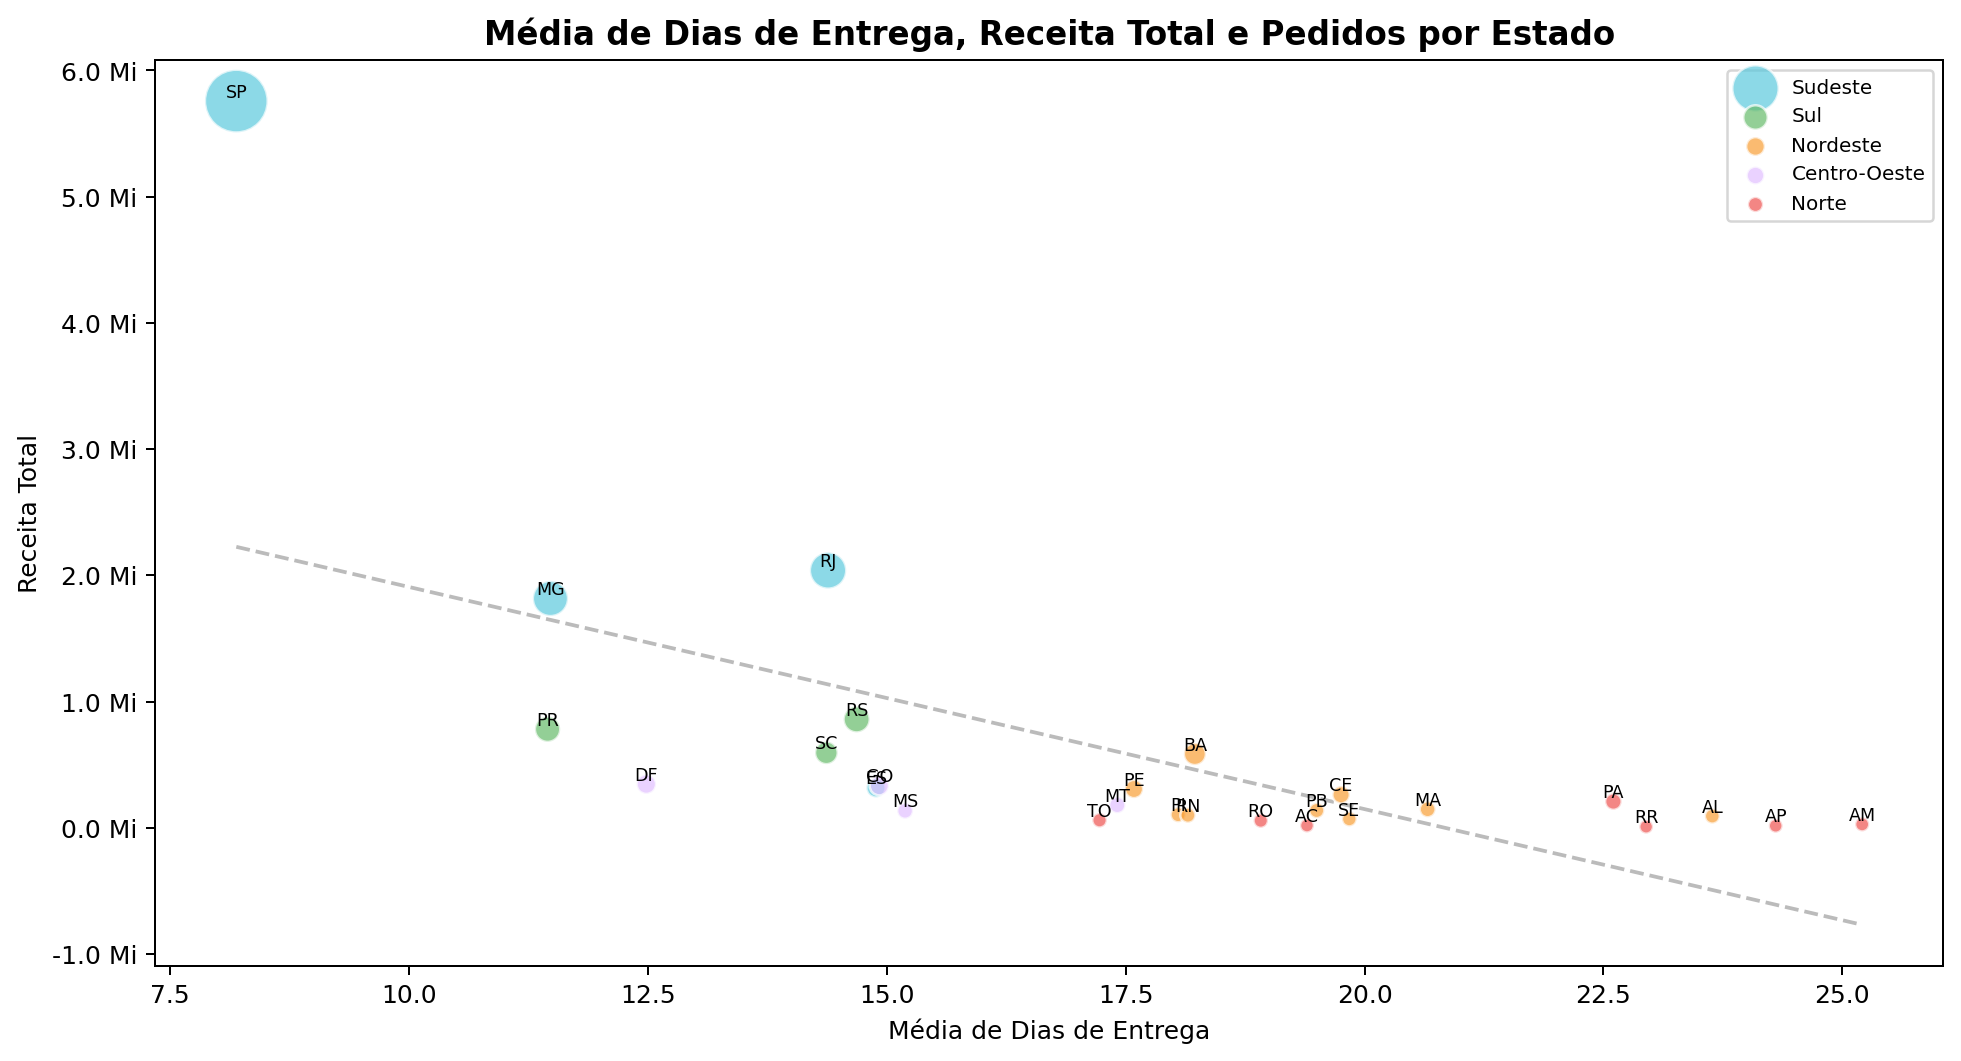 Média de Dias de Entrega, Receita Total e Pedidos por Estado
6.0 Mi
5.0 Mi
4.0 Mi
3.0 Mi
2.0 Mi
1.0 Mi
0.0 Mi
-1.0 Mi
Receita Total
Sudeste
Sul
Nordeste
Centro-Oeste
Norte
SP
RJ
MG
PR
RS
SC
DF
GO
ES
MS
BA
PE
MT
TO
PI
RN
RO
CE
PB
AC
SE
MA
PA
RR
AL
AP
AM
7.5
10.0
12.5
15.0
17.5
20.0
22.5
25.0
Média de Dias de Entrega